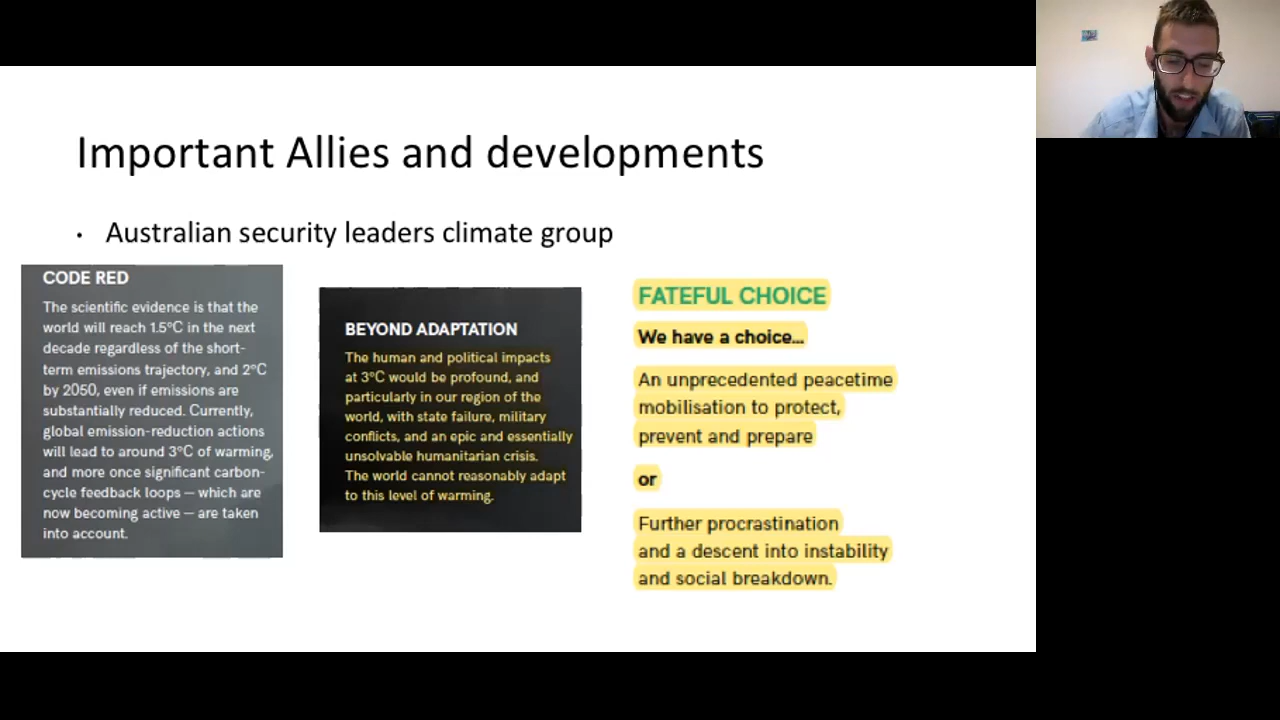 Important Allies and developments
• Australian security leaders climate group
CODE RED
The scientific evidence is that the
world will reach 1.5°C in the next
decade regardless of the short-
term emissions trajectory, and 2°C
by 2050, even if emissions are
substantially reduced. Currently,
global emission-reduction actions
will lead to around 3°C of warming,
and more once significant carbon-
cycle feedback loops — which are
now becoming active — are taken
into account.
BEYOND ADAPTATION
The human and political impacts
at 3°C would be profound, and
particularly in our region of the
world, with state failure, military
conflicts, and an epic and essentially
unsolvable humanitarian crisis.
The world cannot reasonably adapt
to this level of warming.
FATEFUL CHOICE
We have a choice...
An unprecedented peacetime
mobilisation to protect,
prevent and prepare
or
Further procrastination
and a descent into instability
and social breakdown.